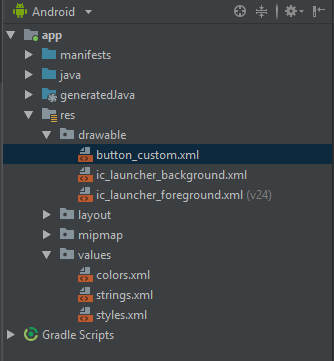 Android
app
manifests
java
generatedJava
res
drawable
button_custom.xml
ic_launcher_background.xml
ic_launcher_foreground.xml (v24)
layout
mipmap
values
colors.xml
strings.xml
styles.xml
Gradle Scripts